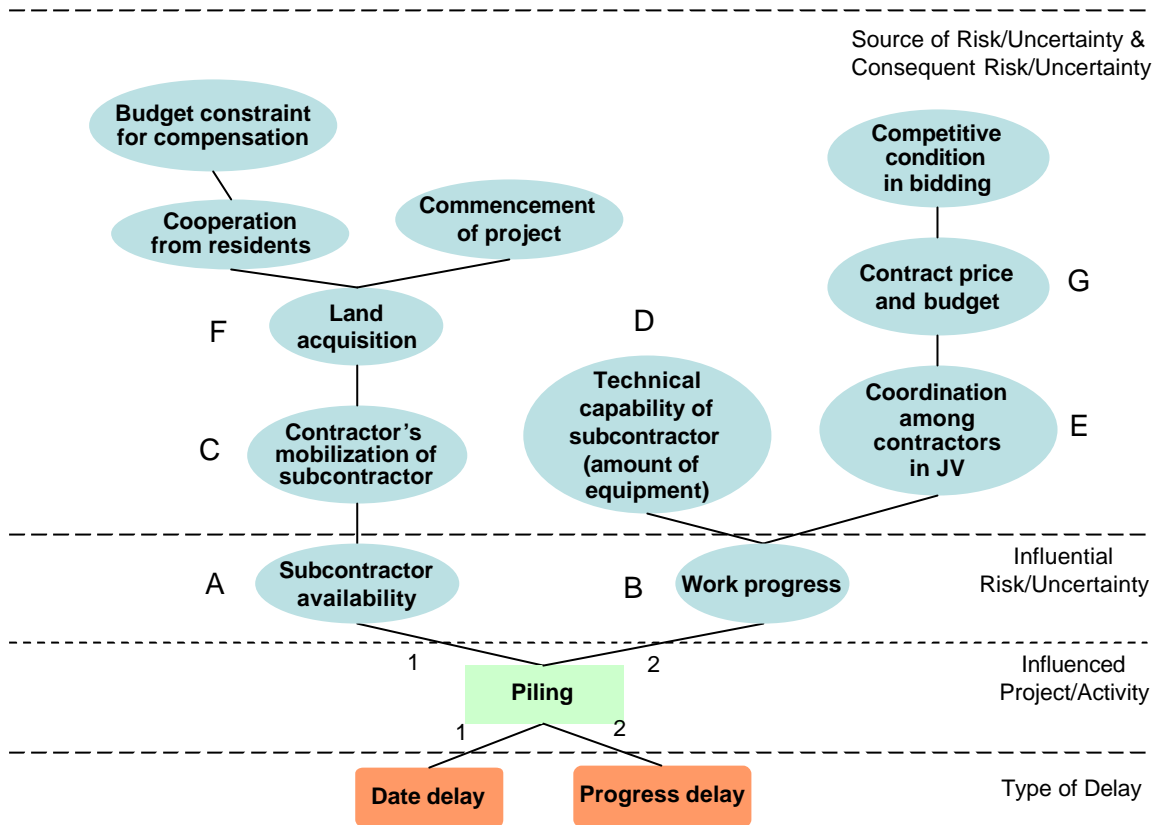 Source of Risk/Uncertainty &
Consequent Risk/Uncertainty
Budget constraint
for compensation
Competitive
condition
in bidding
Cooperation
from residents
Commencement
of project
Contract price
and budget
G
F
Land
acquisition
D
Technical
capability of
subcontractor
(amount of
equipment)
Coordination
among
contractors
in JV
E
C
Contractor’s
mobilization of
subcontractor
A
Subcontractor
availability
B
Work progress
Influential
Risk/Uncertainty
1
2
Piling
Influenced
Project/Activity
1
2
Date delay
Progress delay
Type of Delay